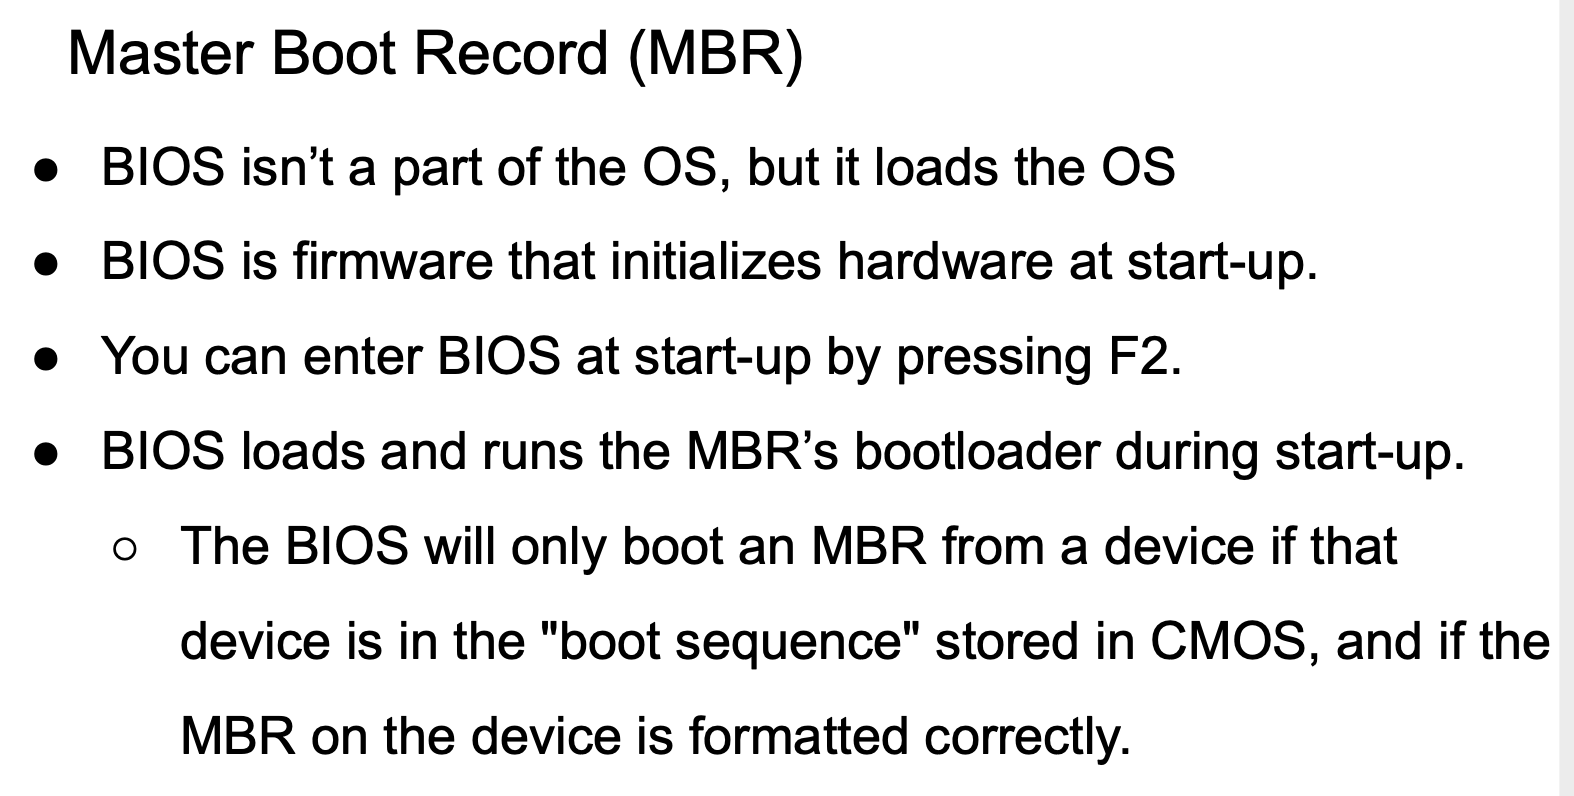 Master Boot Record (MBR)
● BIOS isn’t a part of the OS, but it loads the OS
● BIOS is firmware that initializes hardware at start-up.
● You can enter BIOS at start-up by pressing F2.
● BIOS loads and runs the MBR’s bootloader during start-up.
○ The BIOS will only boot an MBR from a device if that
device is in the "boot sequence" stored in CMOS, and if the
MBR on the device is formatted correctly.